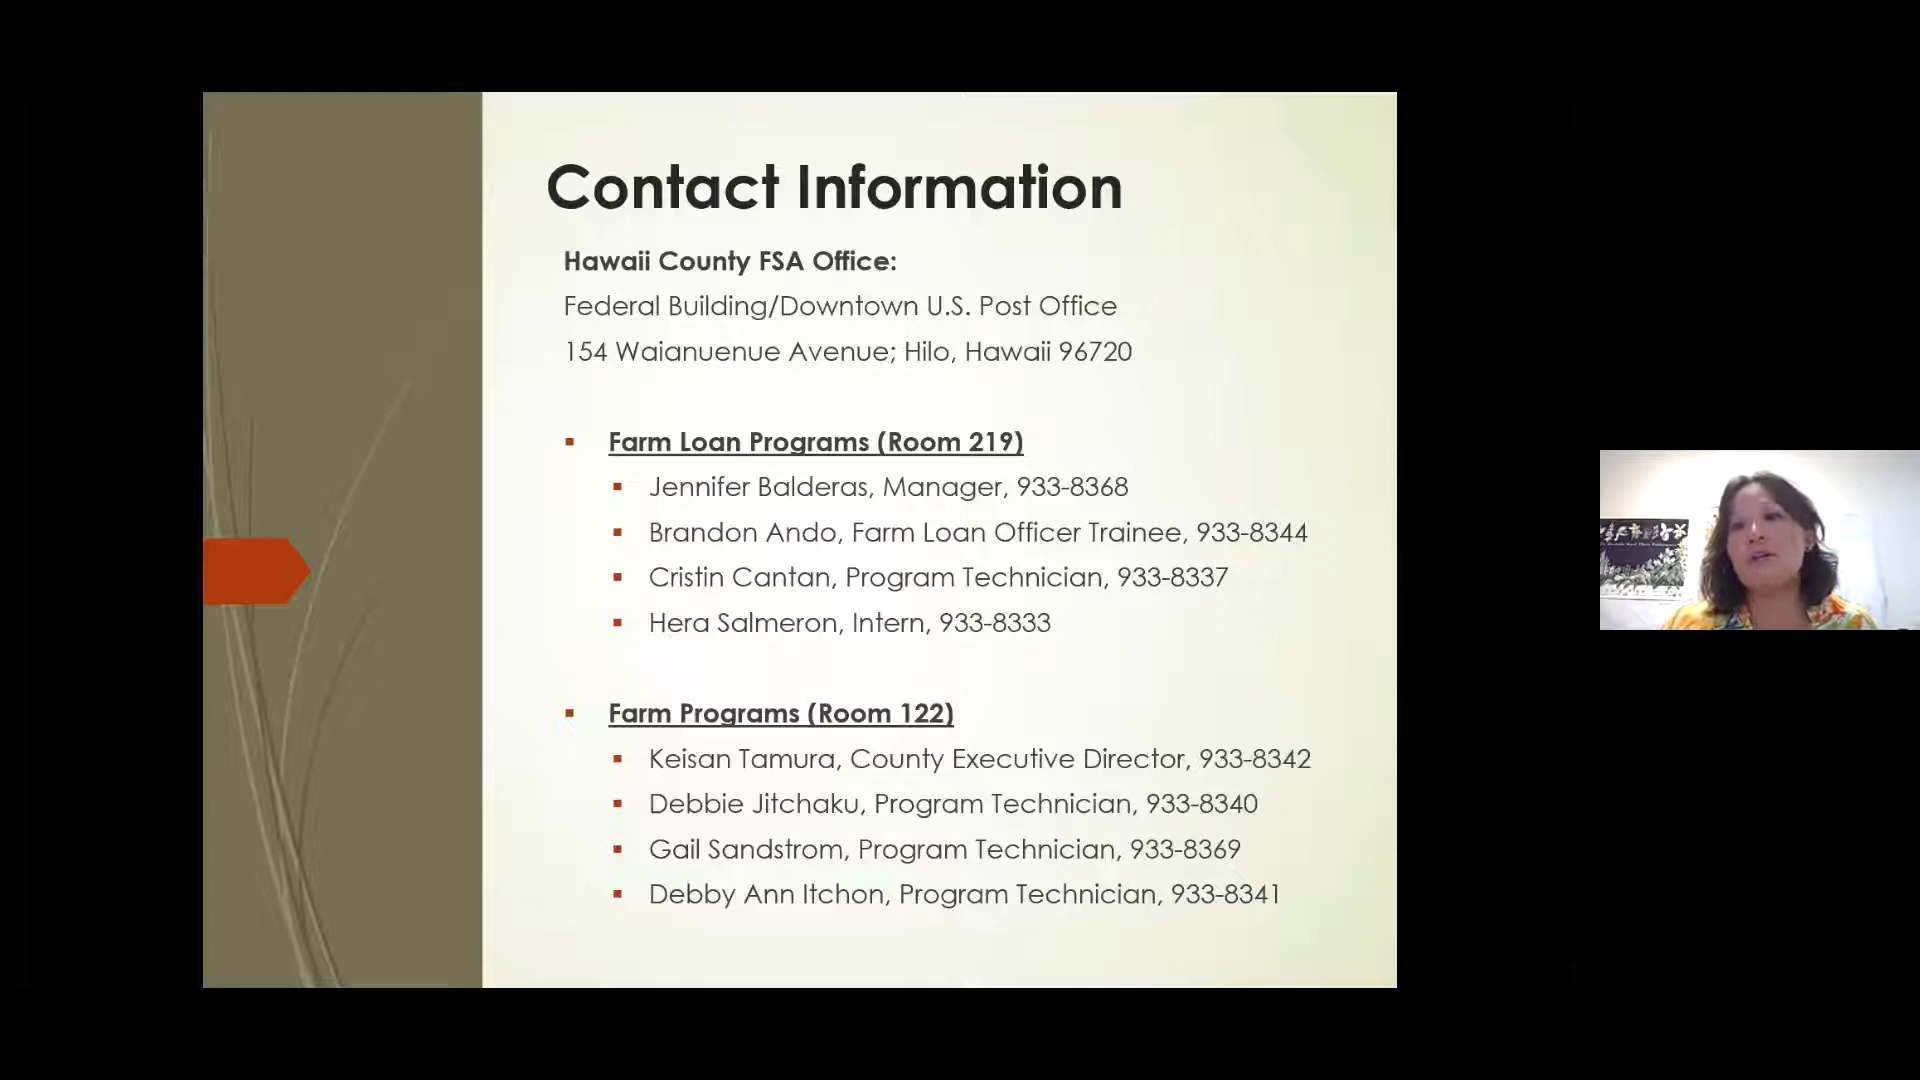 Contact Information
Hawaii County FSA Office:
Federal Building/Downtown U.S. Post Office
154 Waianuenue Avenue; Hilo, Hawaii 96720
Farm Loan Programs (Room 219)
Jennifer Balderas, Manager, 933-8368
Brandon Ando, Farm Loan Officer Trainee, 933-8344
Cristin Cantan, Program Technician, 933-8337
Hera Salmeron, Intern, 933-8333
Farm Programs (Room 122)
Keisan Tamura, County Executive Director, 933-8342
Debbie Jitchaku, Program Technician, 933-8340
Gail Sandstrom, Program Technician, 933-8369
Debby Ann Itchon, Program Technician, 933-8341